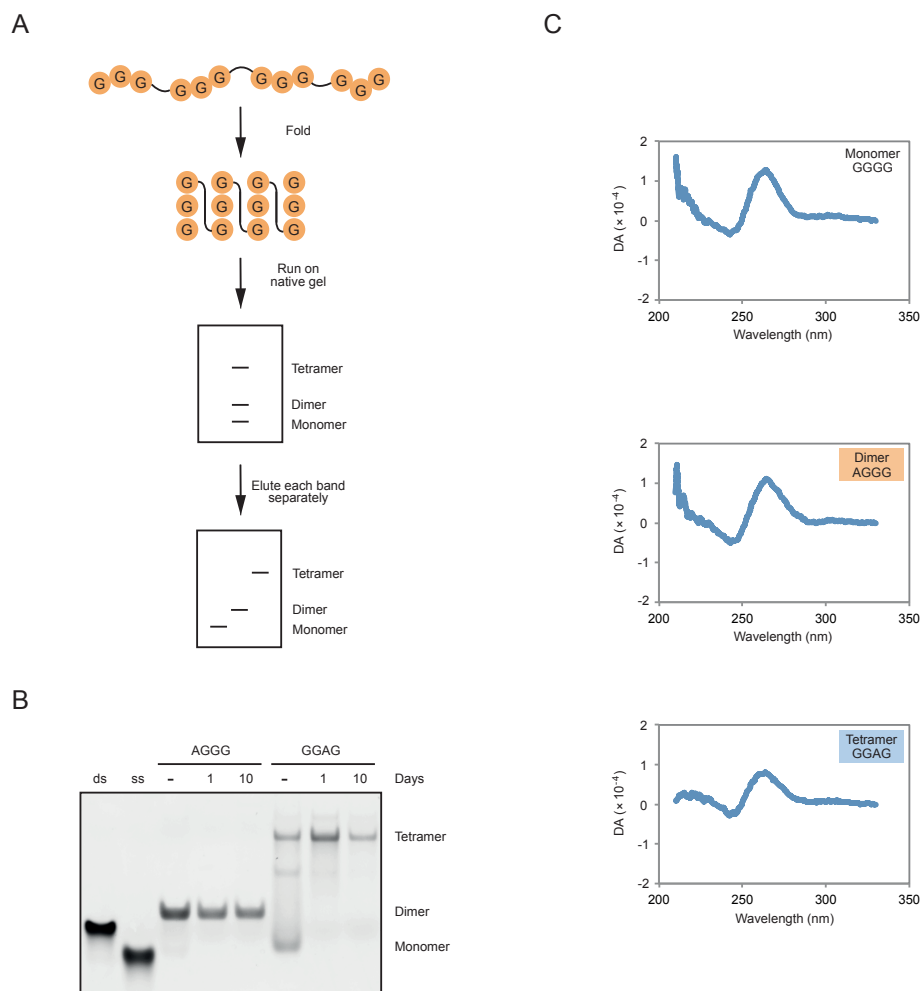 A
G G G G G G G G G G G G
Fold
G G G G
G G G G
G G G G
Run on
native gel
Tetramer
Dimer
Monomer
Elute each band
separately
Tetramer
Dimer
Monomer
B
AGGG GGAG
ds ss - 1 10 - 1 10 Days
Tetramer
Dimer
Monomer
C
Monomer
GGGG
DA (× 10⁻⁴)
2
1
0
-1
-2
200 250 300 350
Wavelength (nm)
Dimer
AGGG
DA (× 10⁻⁴)
2
1
0
-1
-2
200 250 300 350
Wavelength (nm)
Tetramer
GGAG
DA (× 10⁻⁴)
2
1
0
-1
-2
200 250 300 350
Wavelength (nm)